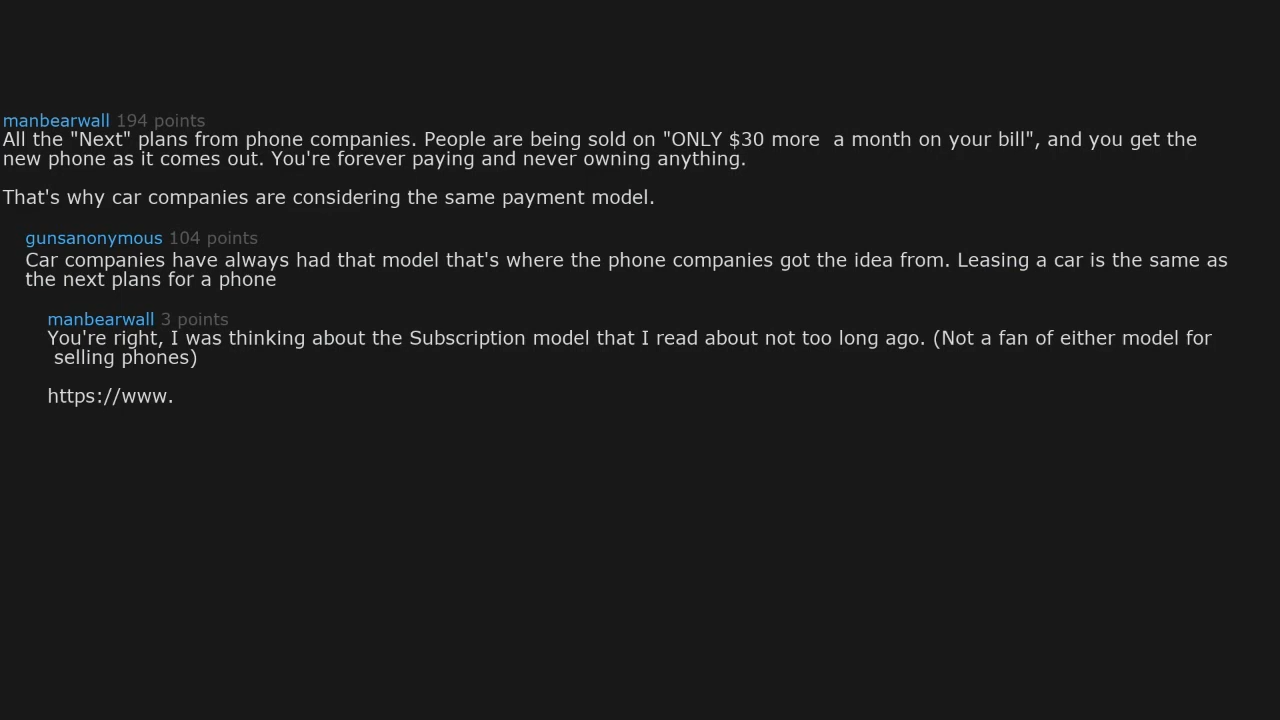 manbearwall 194 points
All the "Next" plans from phone companies. People are being sold on "ONLY $30 more  a month on your bill", and you get the
new phone as it comes out. You're forever paying and never owning anything.
That's why car companies are considering the same payment model.
gunsanonymous 104 points
Car companies have always had that model that's where the phone companies got the idea from. Leasing a car is the same as
the next plans for a phone
manbearwall 3 points
You're right, I was thinking about the Subscription model that I read about not too long ago. (Not a fan of either model for
selling phones)
https://www.